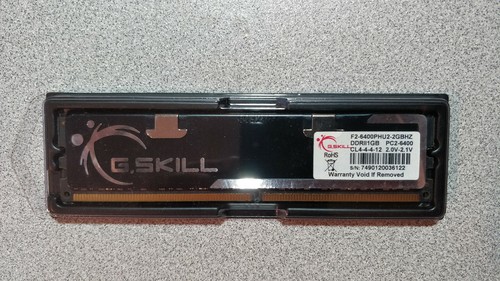 G.SKILL
F2-6400PHU2-2GBHZ
G.SKILL
DDRII1GB PC2-6400
RoHS
CL4-4-4-12 2.0V-2.1V
S/N: 7490120036122
Warranty Void If Removed